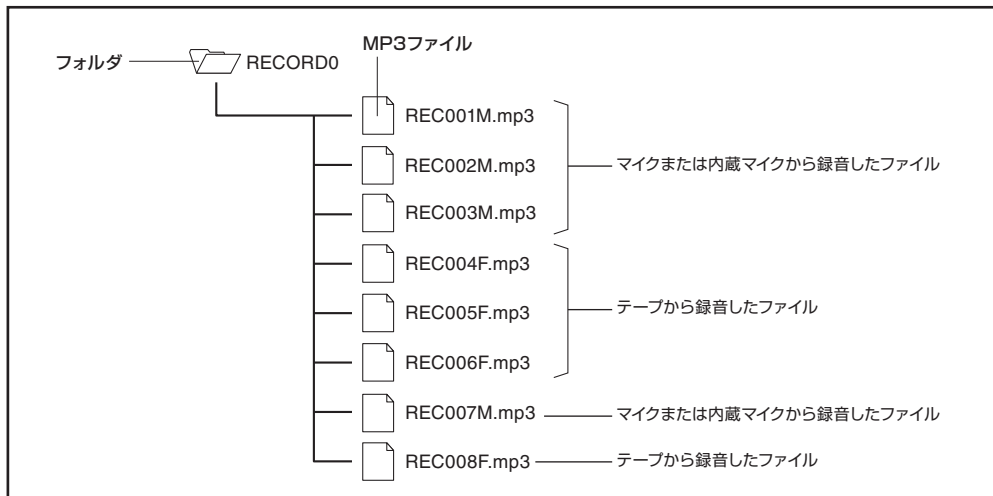 MP3ファイル
フォルダ RECORD0
REC001M.mp3
REC002M.mp3 マイクまたは内蔵マイクから録音したファイル
REC003M.mp3
REC004F.mp3
REC005F.mp3 テープから録音したファイル
REC006F.mp3
REC007M.mp3 マイクまたは内蔵マイクから録音したファイル
REC008F.mp3 テープから録音したファイル